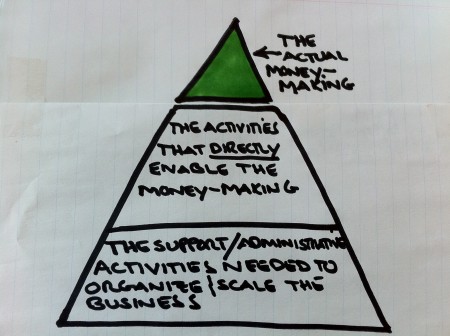 THE
ACTUAL
MONEY-
MAKING
THE ACTIVITIES
THAT DIRECTLY
ENABLE THE
MONEY-MAKING
THE SUPPORT/ADMINISTRATIVE
ACTIVITIES NEEDED TO
ORGANIZE & SCALE THE
BUSINESS